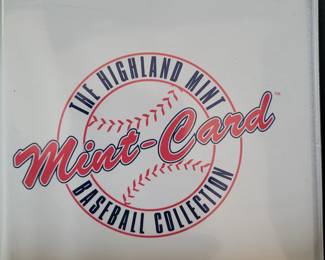 THE HIGHLAND MINT
Mint-Card™
BASEBALL COLLECTION